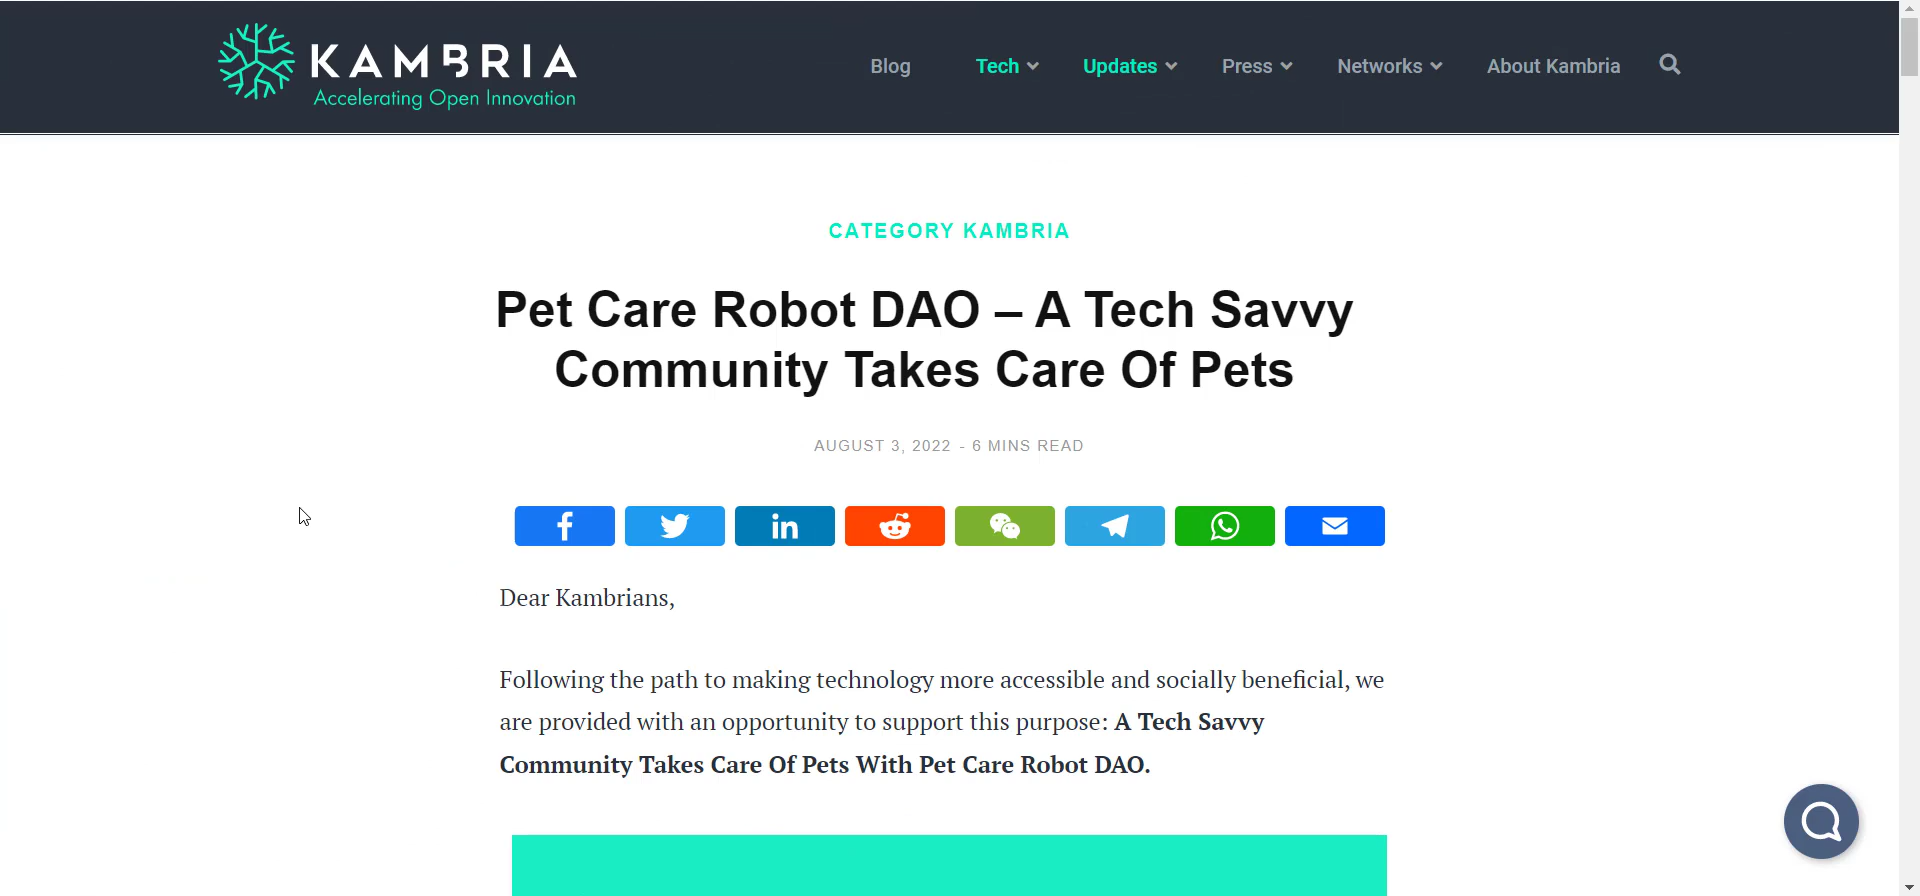 KAMBRIA
Accelerating Open Innovation
Blog
Tech
Updates
Press
Networks
About Kambria
CATEGORY KAMBRIA
Pet Care Robot DAO – A Tech Savvy
Community Takes Care Of Pets
AUGUST 3, 2022 - 6 MINS READ
Dear Kambrians,
Following the path to making technology more accessible and socially beneficial, we
are provided with an opportunity to support this purpose: A Tech Savvy
Community Takes Care Of Pets With Pet Care Robot DAO.